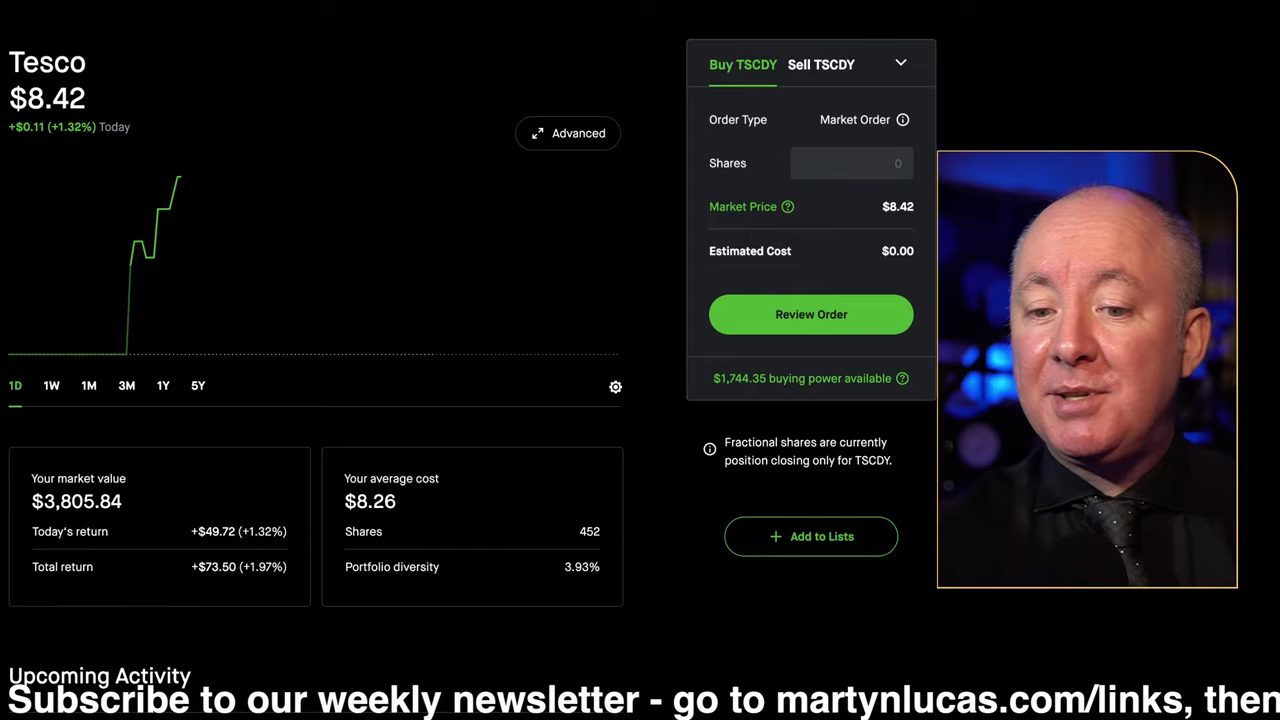 Tesco
$8.42
+$0.11 (+1.32%) Today
Advanced
1D 1W 1M 3M 1Y 5Y
Your market value
$3,805.84
Today's return +$49.72 (+1.32%)
Total return +$73.50 (+1.97%)
Your average cost
$8.26
Shares 452
Portfolio diversity 3.93%
Upcoming Activity
Buy TSCDY Sell TSCDY
Order Type Market Order
Shares 0
Market Price $8.42
Estimated Cost $0.00
Review Order
$1,744.35 buying power available
Fractional shares are currently
position closing only for TSCDY.
+ Add to Lists
Subscribe to our weekly newsletter - go to martynlucas.com/links, then